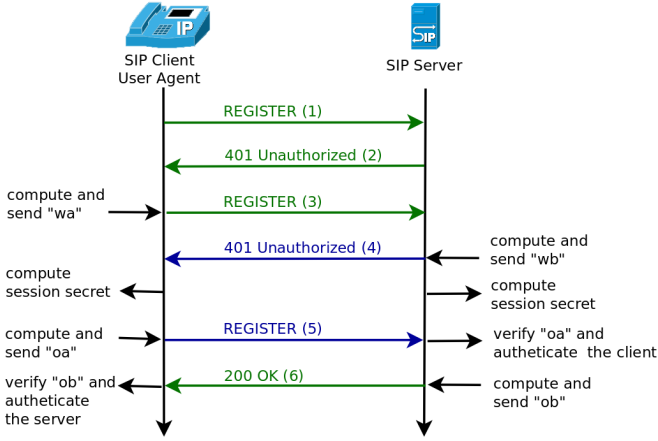 IP
SIP
SIP Client
User Agent
SIP Server
REGISTER (1)
401 Unauthorized (2)
compute and
send "wa"
REGISTER (3)
401 Unauthorized (4)
compute and
send "wb"
compute
session secret
compute
session secret
compute and
send "oa"
REGISTER (5)
verify "oa" and
autheticate the client
verify "ob" and
autheticate
the server
200 OK (6)
compute and
send "ob"